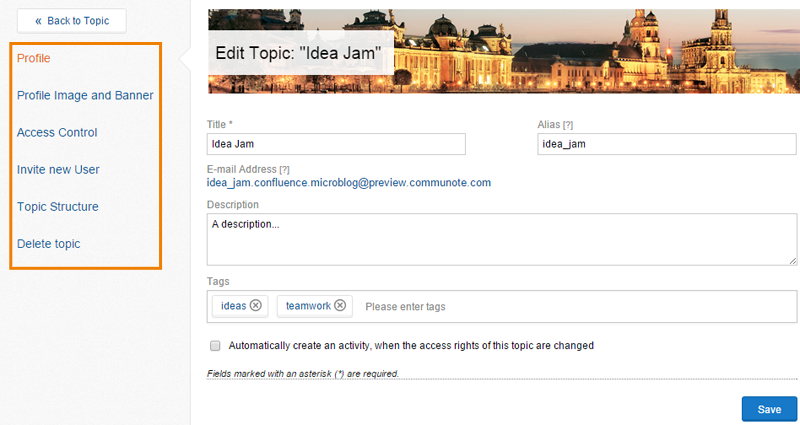 « Back to Topic
Profile
Profile Image and Banner
Access Control
Invite new User
Topic Structure
Delete topic
Edit Topic: "Idea Jam"
Title *
Alias [?]
Idea Jam
idea_jam
E-mail Address [?]
idea_jam.confluence.microblog@preview.communote.com
Description
A description...
Tags
ideas
teamwork
Please enter tags
Automatically create an activity, when the access rights of this topic are changed
Fields marked with an asterisk (*) are required.
Save